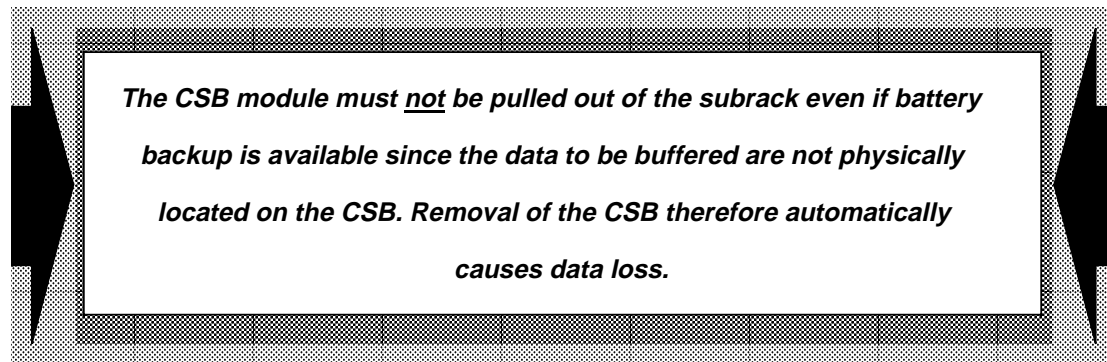 The CSB module must not be pulled out of the subrack even if battery
backup is available since the data to be buffered are not physically
located on the CSB. Removal of the CSB therefore automatically
causes data loss.